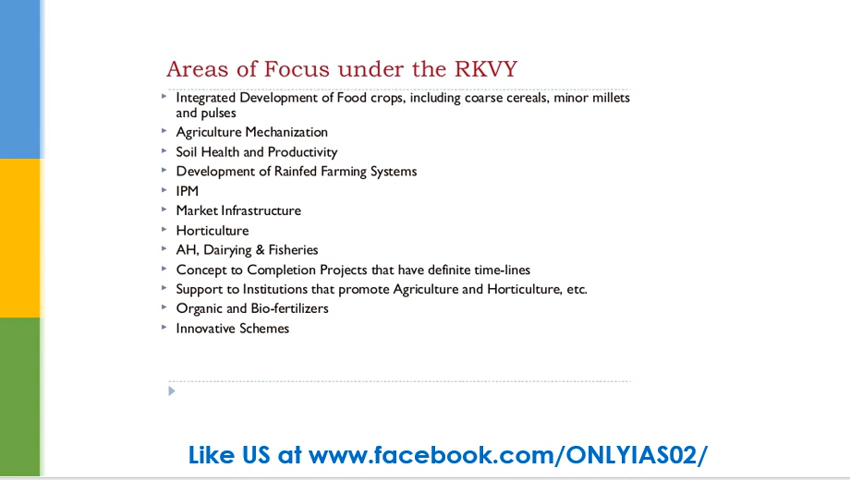 Areas of Focus under the RKVY
Integrated Development of Food crops, including coarse cereals, minor millets
and pulses
Agriculture Mechanization
Soil Health and Productivity
Development of Rainfed Farming Systems
IPM
Market Infrastructure
Horticulture
AH, Dairying & Fisheries
Concept to Completion Projects that have definite time-lines
Support to Institutions that promote Agriculture and Horticulture, etc.
Organic and Bio-fertilizers
Innovative Schemes
Like US at www.facebook.com/ONLYIAS02/